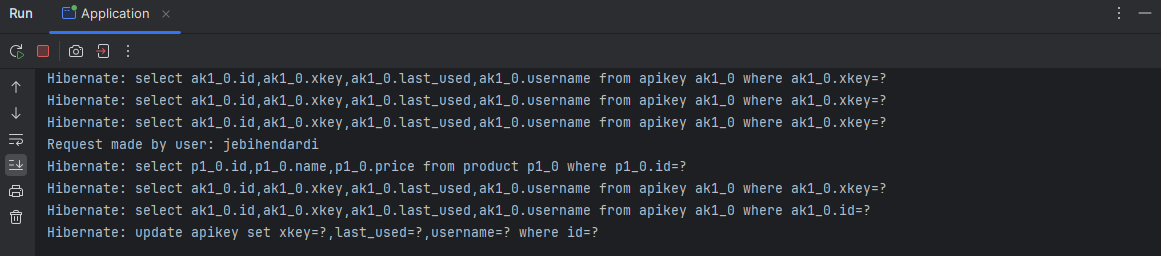 Run
Application
Hibernate: select ak1_0.id,ak1_0.xkey,ak1_0.last_used,ak1_0.username from apikey ak1_0 where ak1_0.xkey=?
Hibernate: select ak1_0.id,ak1_0.xkey,ak1_0.last_used,ak1_0.username from apikey ak1_0 where ak1_0.xkey=?
Hibernate: select ak1_0.id,ak1_0.xkey,ak1_0.last_used,ak1_0.username from apikey ak1_0 where ak1_0.xkey=?
Request made by user: jebihendardi
Hibernate: select p1_0.id,p1_0.name,p1_0.price from product p1_0 where p1_0.id=?
Hibernate: select ak1_0.id,ak1_0.xkey,ak1_0.last_used,ak1_0.username from apikey ak1_0 where ak1_0.xkey=?
Hibernate: select ak1_0.id,ak1_0.xkey,ak1_0.last_used,ak1_0.username from apikey ak1_0 where ak1_0.id=?
Hibernate: update apikey set xkey=?,last_used=?,username=? where id=?